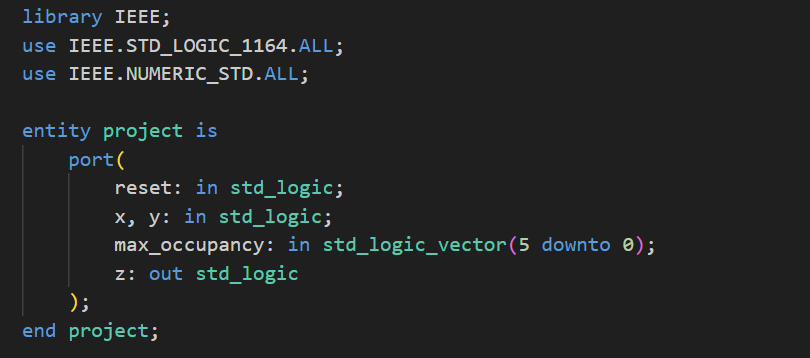 library IEEE;
use IEEE.STD_LOGIC_1164.ALL;
use IEEE.NUMERIC_STD.ALL;
entity project is
port(
reset: in std_logic;
x, y: in std_logic;
max_occupancy: in std_logic_vector(5 downto 0);
z: out std_logic
);
end project;